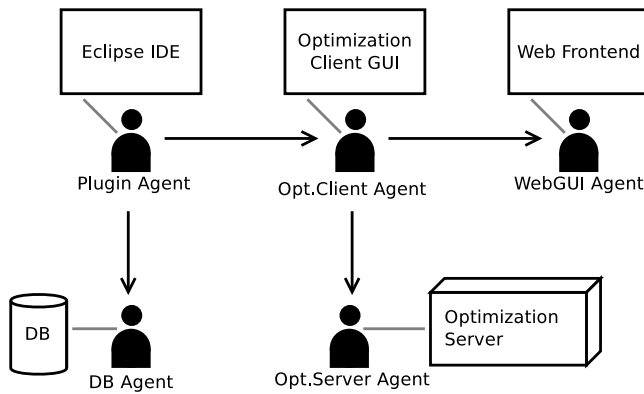 Eclipse IDE
Optimization
Client GUI
Web Frontend
Plugin Agent
Opt.Client Agent
WebGUI Agent
DB
Optimization
Server
DB Agent
Opt.Server Agent